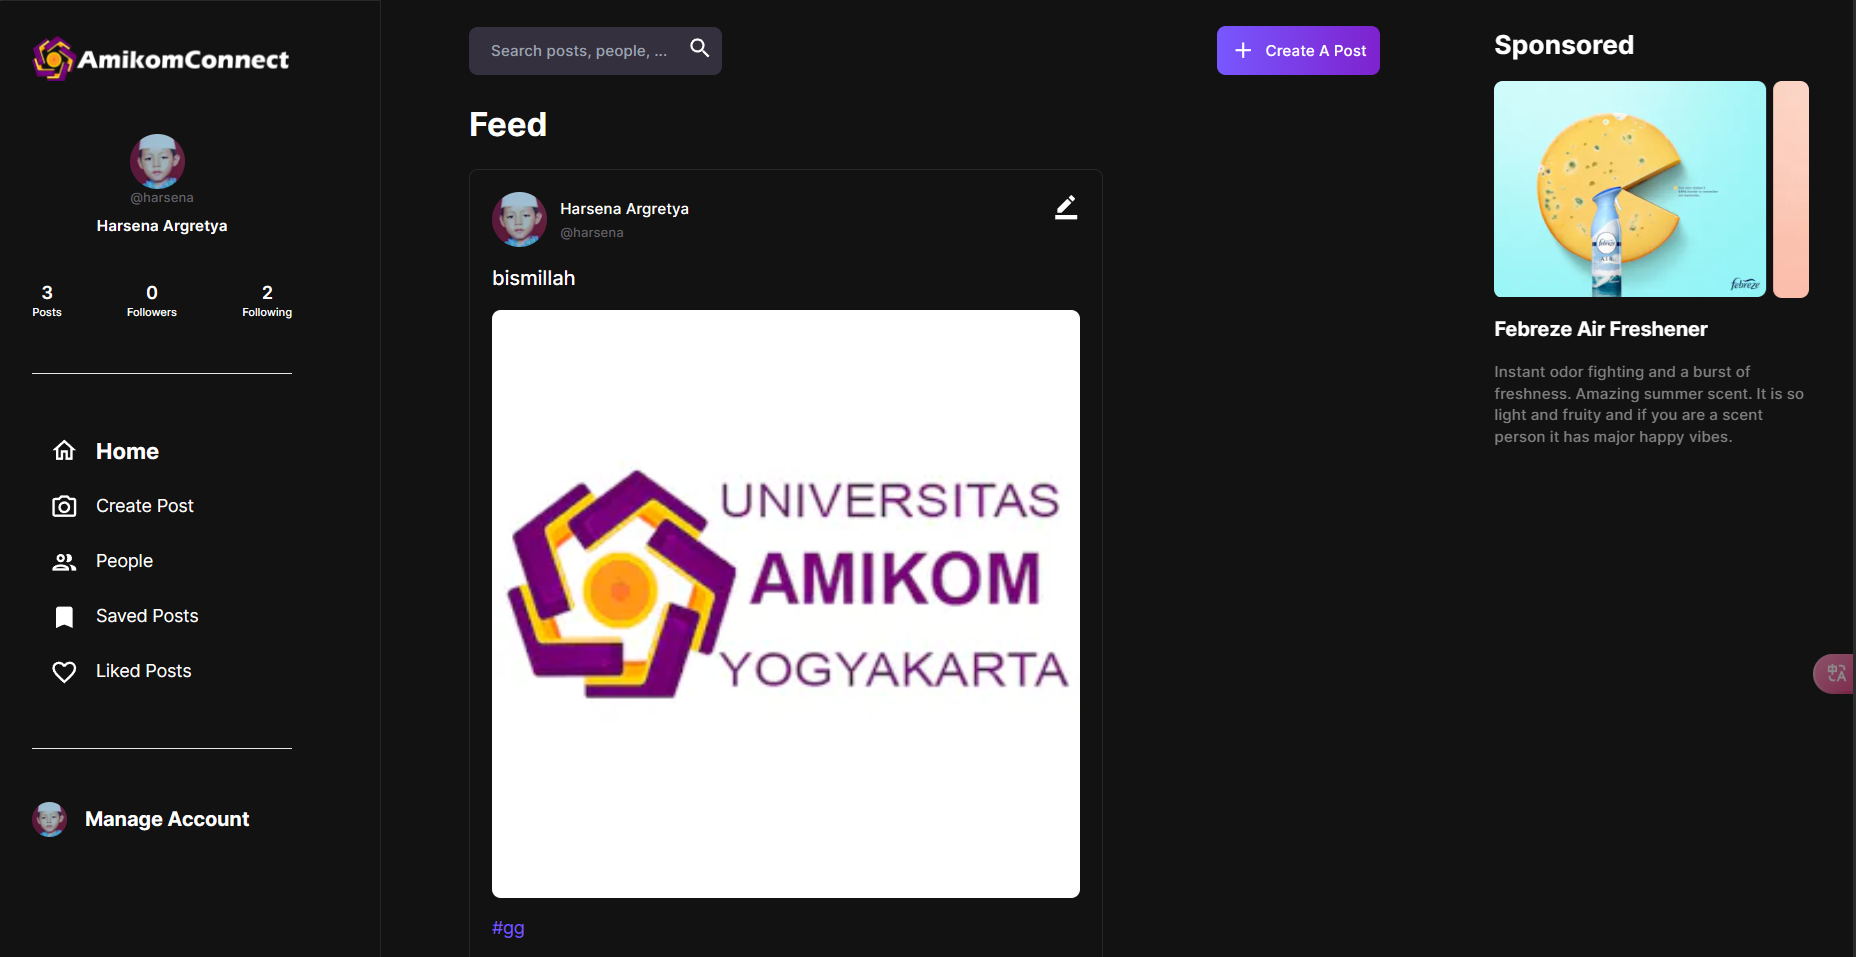 AmikomConnect
@harsena
Harsena Argretya
3
Posts
0
Followers
2
Following
Home
Create Post
People
Saved Posts
Liked Posts
Manage Account
Search posts, people, ...
Create A Post
Feed
Harsena Argretya
@harsena
bismillah
UNIVERSITAS
AMIKOM
YOGYAKARTA
#gg
Sponsored
febreze
AIR
febreze
Febreze Air Freshener
Instant odor fighting and a burst of
freshness. Amazing summer scent. It is so
light and fruity and if you are a scent
person it has major happy vibes.
中
A